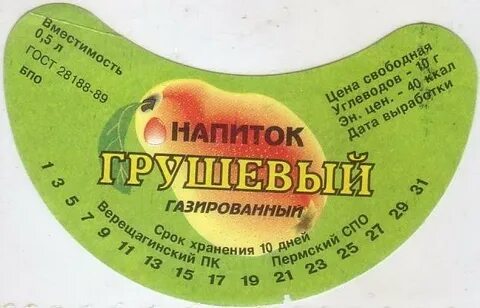 Вместимость
0,5 л
ГОСТ 28188-89
БПО
Цена свободная
Углеводов - 10 г
Эн. цен. - 40 ккал
Дата выработки
НАПИТОК
ГРУШЕВЫЙ
ГАЗИРОВАННЫЙ
Срок хранения 10 дней
Верещагинский ПК Пермский СПО
1 3 5 7 9 11 13 15 17 19 21 23 25 27 29 31